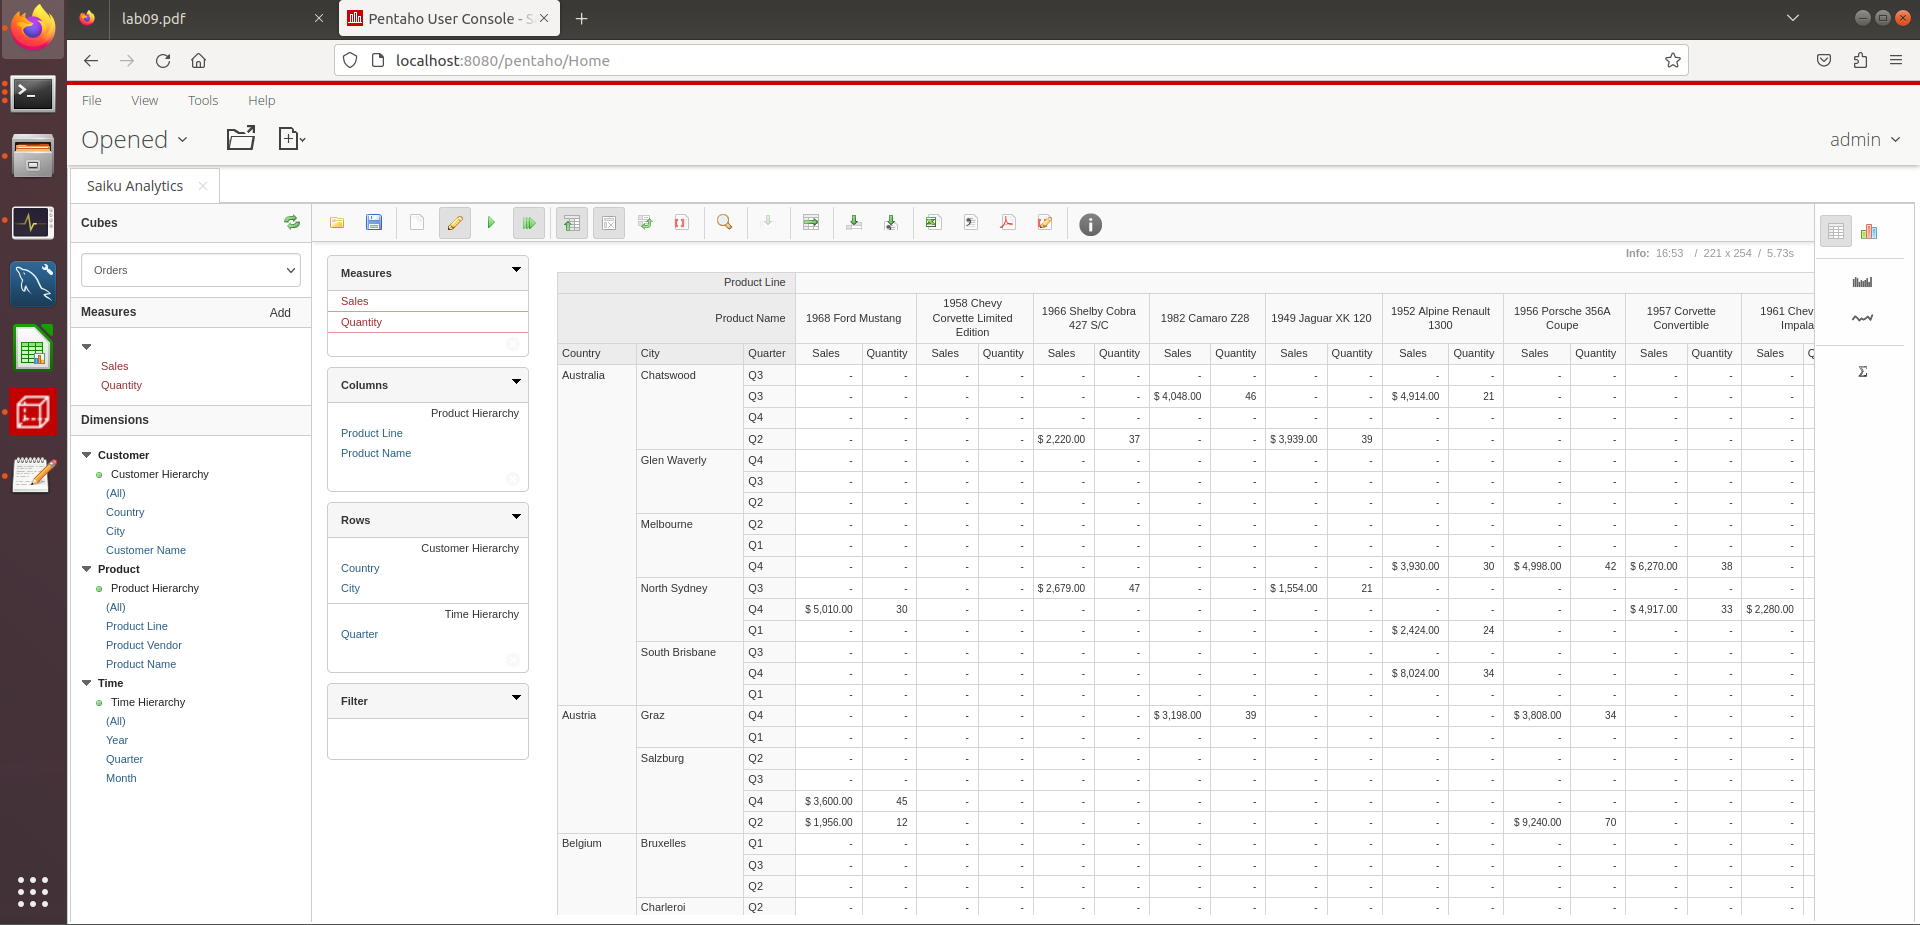 lab09.pdf
Pentaho User Console - S
localhost:8080/pentaho/Home
File View Tools Help
Opened
admin
Saiku Analytics
Cubes
Orders
Measures Add
Sales
Quantity
Dimensions
Customer
Customer Hierarchy
(All)
Country
City
Customer Name
Product
Product Hierarchy
(All)
Product Line
Product Vendor
Product Name
Time
Time Hierarchy
(All)
Year
Quarter
Month
Measures
Sales
Quantity
Columns
Product Hierarchy
Product Line
Product Name
Rows
Customer Hierarchy
Country
City
Time Hierarchy
Quarter
Filter
Info: 16:53 / 221 x 254 / 5.73s
Product Line
Product Name 1968 Ford Mustang 1958 Chevy Corvette Limited Edition 1966 Shelby Cobra 427 S/C 1982 Camaro Z28 1949 Jaguar XK 120 1952 Alpine Renault 1300 1956 Porsche 356A Coupe 1957 Corvette Convertible 1961 Chev Impala
Country City Quarter Sales Quantity Sales Quantity Sales Quantity Sales Quantity Sales Quantity Sales Quantity Sales Quantity Sales Quantity Sales
Australia Chatswood Q3 - - - - - - - - - - - - - - - - -
Q3 - - - - - - $ 4,048.00 46 - - $ 4,914.00 21 - - - - -
Q4 - - - - - - - - - - - - - - - - -
Q2 - - - - $ 2,220.00 37 - - $ 3,939.00 39 - - - - - - -
Glen Waverly Q4 - - - - - - - - - - - - - - - - -
Q3 - - - - - - - - - - - - - - - - -
Q2 - - - - - - - - - - - - - - - - -
Melbourne Q2 - - - - - - - - - - - - - - - - -
Q1 - - - - - - - - - - - - - - - - -
Q4 - - - - - - - - - - $ 3,930.00 30 $ 4,998.00 42 $ 6,270.00 38 -
North Sydney Q3 - - - - $ 2,679.00 47 - - $ 1,554.00 21 - - - - - - -
Q4 $ 5,010.00 30 - - - - - - - - - - - - $ 4,917.00 33 $ 2,280.00
Q1 - - - - - - - - - - $ 2,424.00 24 - - - - -
South Brisbane Q3 - - - - - - - - - - - - - - - - -
Q4 - - - - - - - - - - $ 8,024.00 34 - - - - -
Q1 - - - - - - - - - - - - - - - - -
Austria Graz Q4 - - - - - - $ 3,198.00 39 - - - - $ 3,808.00 34 - - -
Q1 - - - - - - - - - - - - - - - - -
Salzburg Q2 - - - - - - - - - - - - - - - - -
Q3 - - - - - - - - - - - - - - - - -
Q4 $ 3,600.00 45 - - - - - - - - - - - - - - -
Q2 $ 1,956.00 12 - - - - - - - - - - $ 9,240.00 70 - - -
Belgium Bruxelles Q1 - - - - - - - - - - - - - - - - -
Q3 - - - - - - - - - - - - - - - - -
Q2 - - - - - - - - - - - - - - - - -
Charleroi Q2 - - - - - - - - - - - - - - - - -